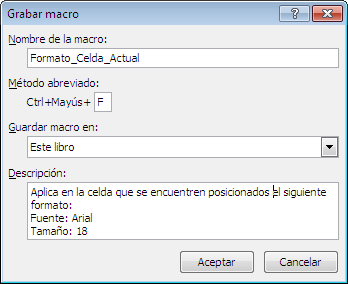 Grabar macro
Nombre de la macro:
Formato_Celda_Actual
Método abreviado:
Ctrl+Mayús+ F
Guardar macro en:
Este libro
Descripción:
Aplica en la celda que se encuentren posicionados el siguiente
formato:
Fuente: Arial
Tamaño: 18
Aceptar Cancelar